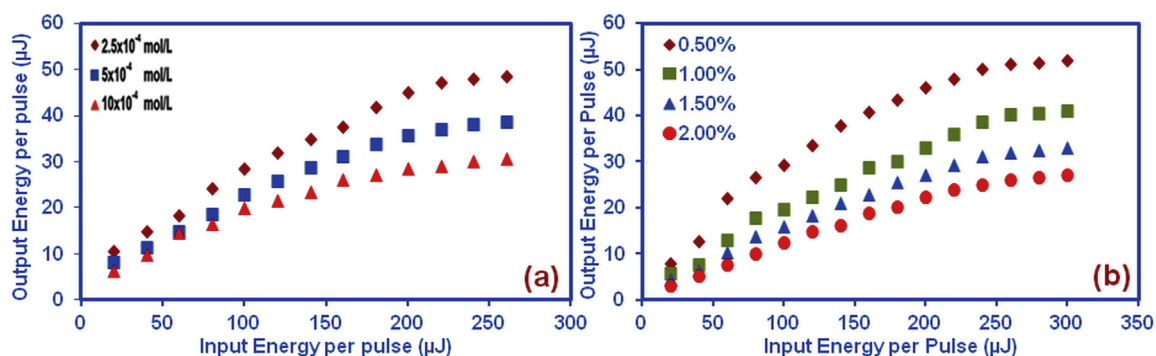 60
50
40
30
20
10
0
Output Energy per pulse (µJ)
2.5x10⁻⁴ mol/L
5x10⁻⁴ mol/L
10x10⁻⁴ mol/L
(a)
0 50 100 150 200 250 300
Input Energy per pulse (µJ)
60
50
40
30
20
10
0
Output Energy per Pulse (µJ)
0.50%
1.00%
1.50%
2.00%
(b)
0 50 100 150 200 250 300 350
Input Energy per Pulse (µJ)